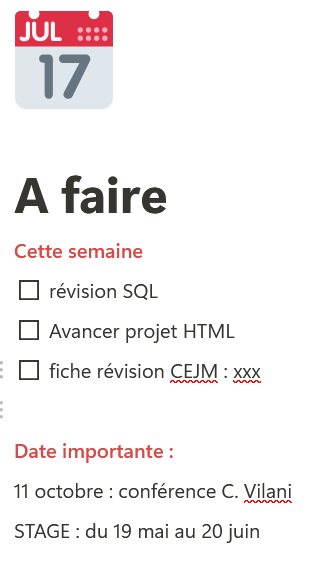 JUL
17
A faire
Cette semaine
révision SQL
Avancer projet HTML
fiche révision CEJM : xxx
Date importante :
11 octobre : conférence C. Vilani
STAGE : du 19 mai au 20 juin